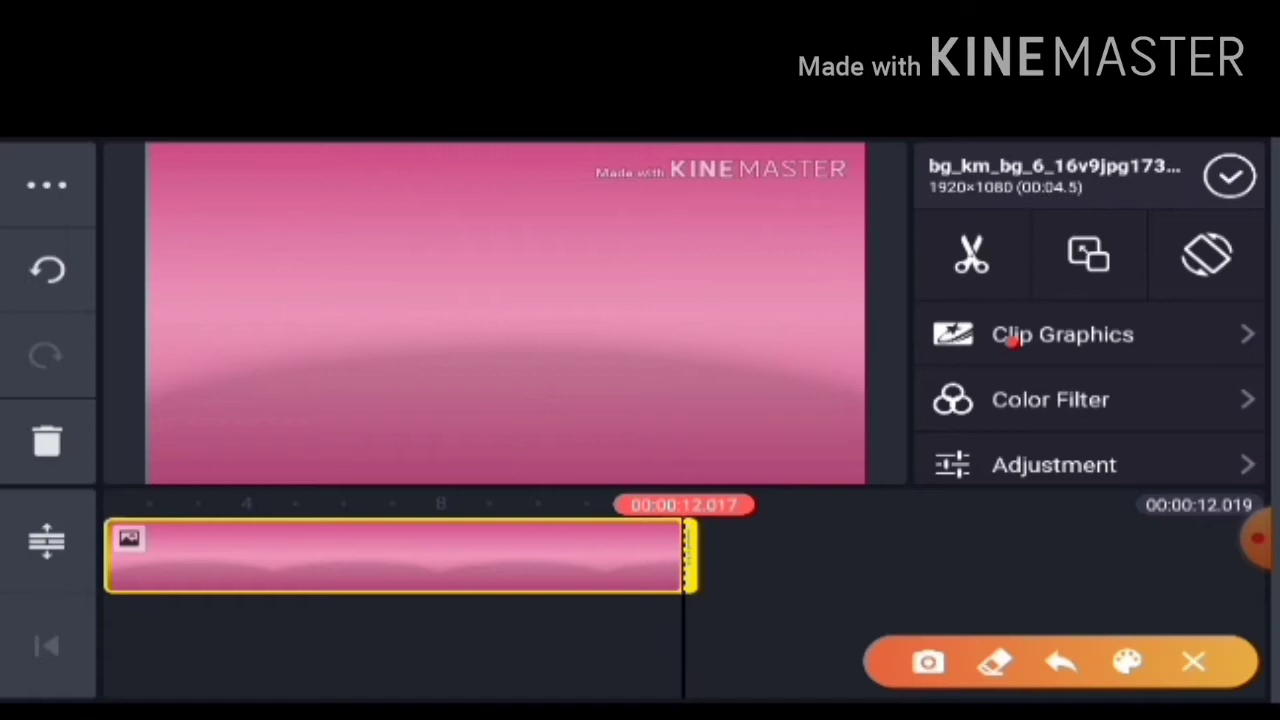 Made with KINEMASTER
Made with KINEMASTER
bg_km_bg_6_16v9jpg173...
1920×1080 (00:04.5)
Clip Graphics
Color Filter
Adjustment
4
8
00:00:12.017
00:00:12.019